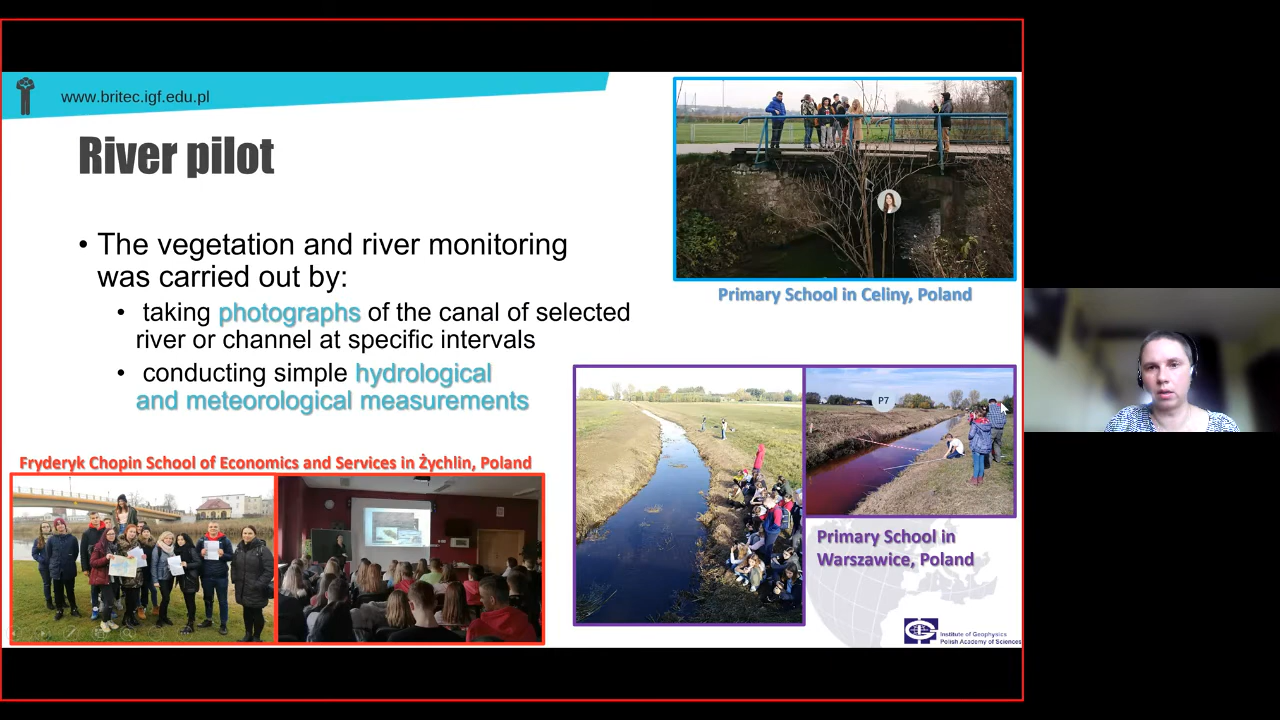 www.britec.igf.edu.pl
River pilot
• The vegetation and river monitoring
was carried out by:
• taking photographs of the canal of selected
river or channel at specific intervals
• conducting simple hydrological
and meteorological measurements
Primary School in Celiny, Poland
Fryderyk Chopin School of Economics and Services in Żychlin, Poland
P7
Primary School in
Warszawice, Poland
Institute of Geophysics
Polish Academy of Sciences